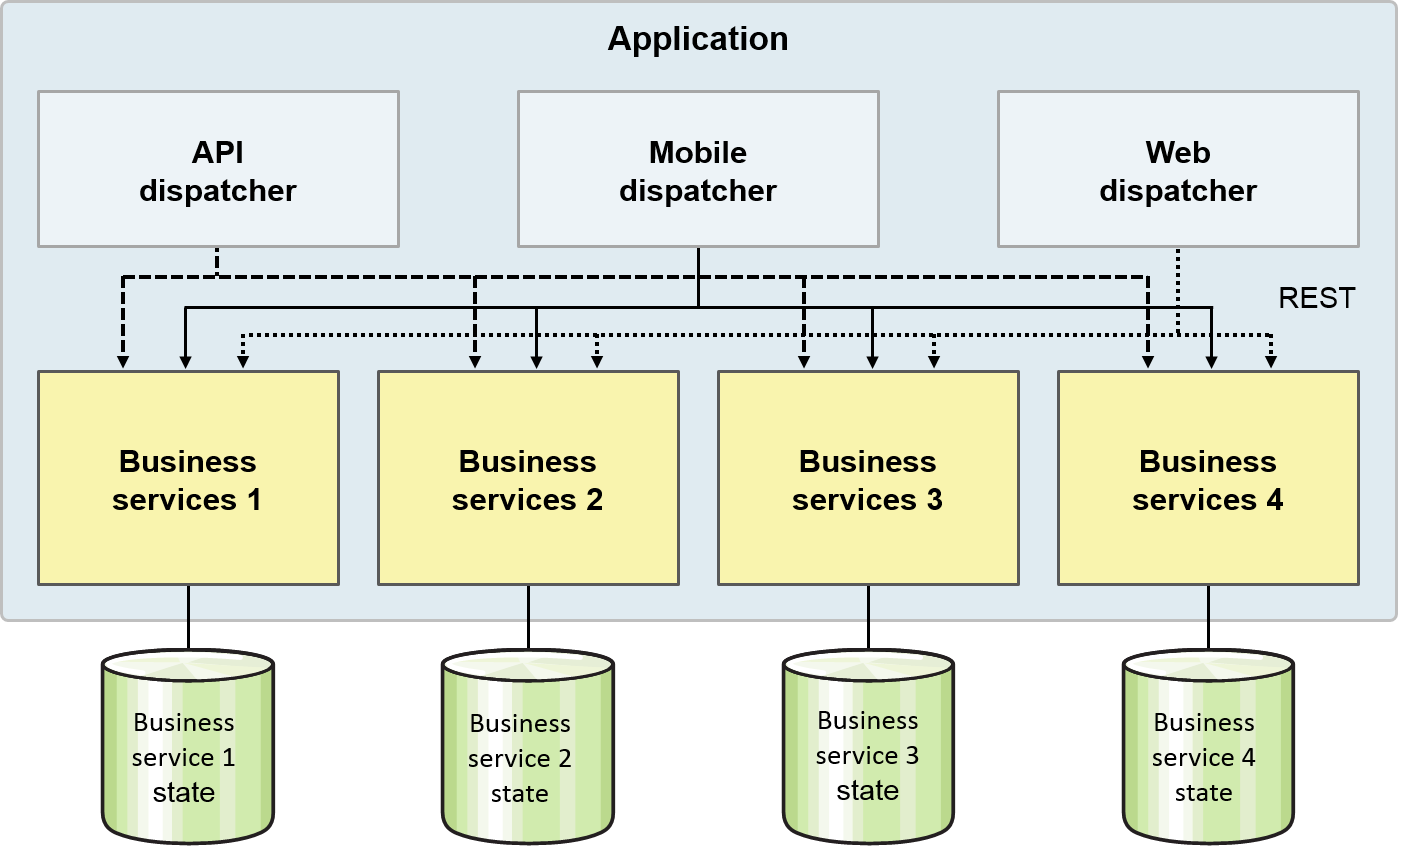 Application
API
dispatcher
Mobile
dispatcher
Web
dispatcher
REST
Business
services 1
Business
services 2
Business
services 3
Business
services 4
Business
service 1
state
Business
service 2
state
Business
service 3
state
Business
service 4
state